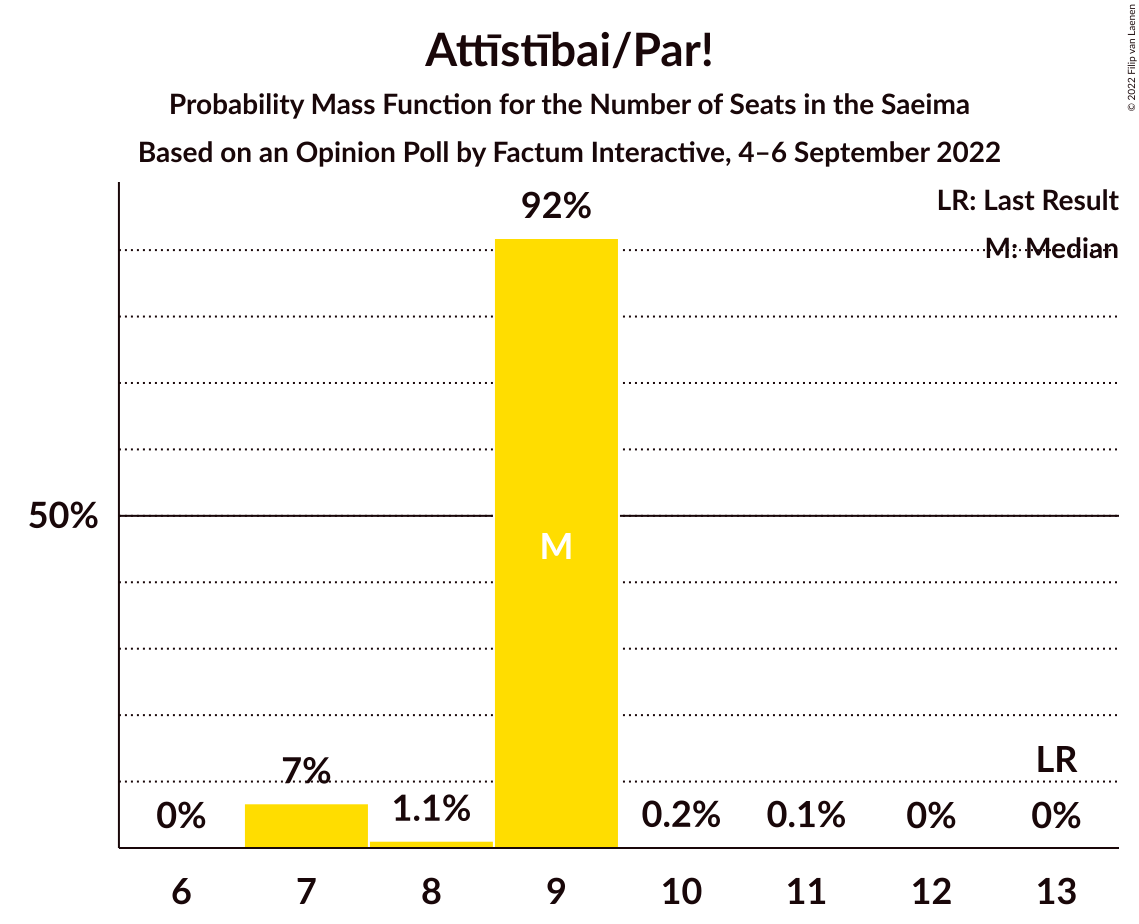 Attīstībai/Par!
Probability Mass Function for the Number of Seats in the Saeima
Based on an Opinion Poll by Factum Interactive, 4–6 September 2022
© 2022 Filip van Laenen
LR: Last Result
M: Median
92%
50%
M
LR
7%
0%
1.1%
0.2%
0.1%
0%
0%
6 7 8 9 10 11 12 13